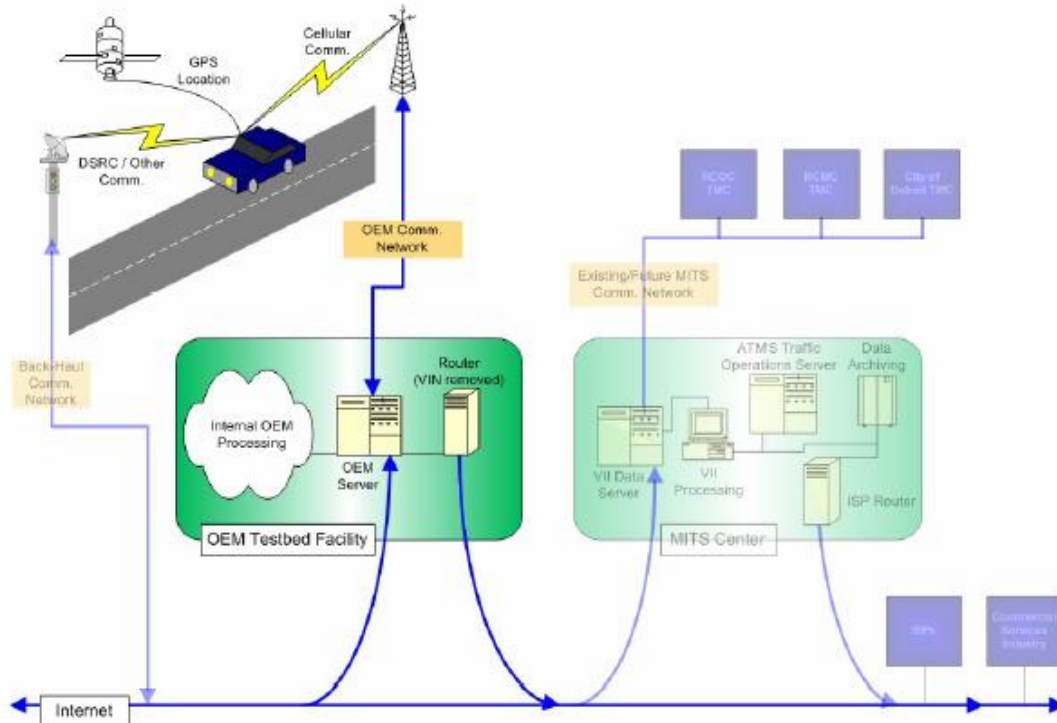 Cellular
Comm.
GPS
Location
DSRC / Other
Comm.
OEM Comm.
Network
RCOC
TMC
RCMC
TMC
City of
Detroit TMC
Existing/Future MITS
Comm. Network
Back-Haul
Comm.
Network
Internal OEM
Processing
OEM
Server
Router
(VIN removed)
OEM Testbed Facility
ATMS Traffic
Operations Server
Data
Archiving
VII Data
Server
VII
Processing
ISP Router
MITS Center
ISPs
Commercial
Services
Industry
Internet